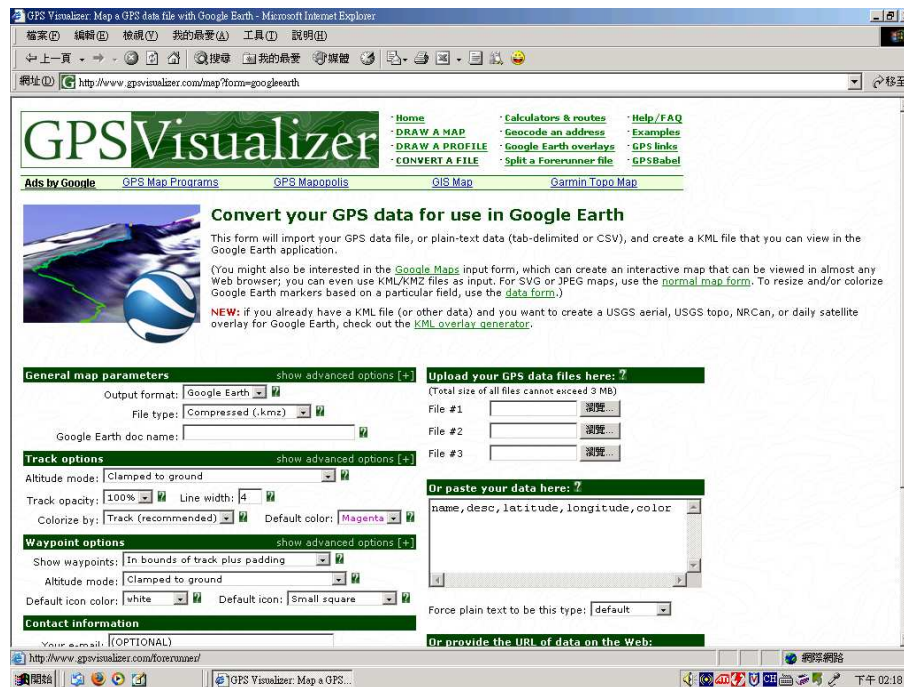 GPS Visualizer: Map a GPS data file with Google Earth - Microsoft Internet Explorer
檔案(F) 編輯(E) 檢視(V) 我的最愛(A) 工具(T) 說明(H)
上一頁 搜尋 我的最愛 媒體
網址(D) http://www.gpsvisualizer.com/map?form=googleearth 移至
GPSVisualizer
· Home · Calculators & routes · Help/FAQ
· DRAW A MAP · Geocode an address · Examples
· DRAW A PROFILE · Google Earth overlays · GPS links
· CONVERT A FILE · Split a Forerunner file · GPSBabel
Ads by Google GPS Map Programs GPS Mapopolis GIS Map Garmin Topo Map
Convert your GPS data for use in Google Earth
This form will import your GPS data file, or plain-text data (tab-delimited or CSV), and create a KML file that you can view in the
Google Earth application.
(You might also be interested in the Google Maps input form, which can create an interactive map that can be viewed in almost any
Web browser; you can even use KML/KMZ files as input. For SVG or JPEG maps, use the normal map form. To resize and/or colorize
Google Earth markers based on a particular field, use the data form.)
NEW: if you already have a KML file (or other data) and you want to create a USGS aerial, USGS topo, NRCan, or daily satellite
overlay for Google Earth, check out the KML overlay generator.
General map parameters show advanced options [+]
Output format: Google Earth ?
File type: Compressed (.kmz) ?
Google Earth doc name: ?
Track options show advanced options [+]
Altitude mode: Clamped to ground ?
Track opacity: 100% ? Line width: 4 ?
Colorize by: Track (recommended) ? Default color: Magenta ?
Waypoint options show advanced options [+]
Show waypoints: In bounds of track plus padding ?
Altitude mode: Clamped to ground ?
Default icon color: white ? Default icon: Small square ?
Contact information
Your e-mail: (OPTIONAL)
Upload your GPS data files here: ?
(Total size of all files cannot exceed 3 MB)
File #1 瀏覽...
File #2 瀏覽...
File #3 瀏覽...
Or paste your data here: ?
name,desc,latitude,longitude,color
Force plain text to be this type: default
Or provide the URL of data on the Web:
http://www.gpsvisualizer.com/forerunner/ 網際網路
開始 GPS Visualizer: Map a GPS... CH 下午 02:18